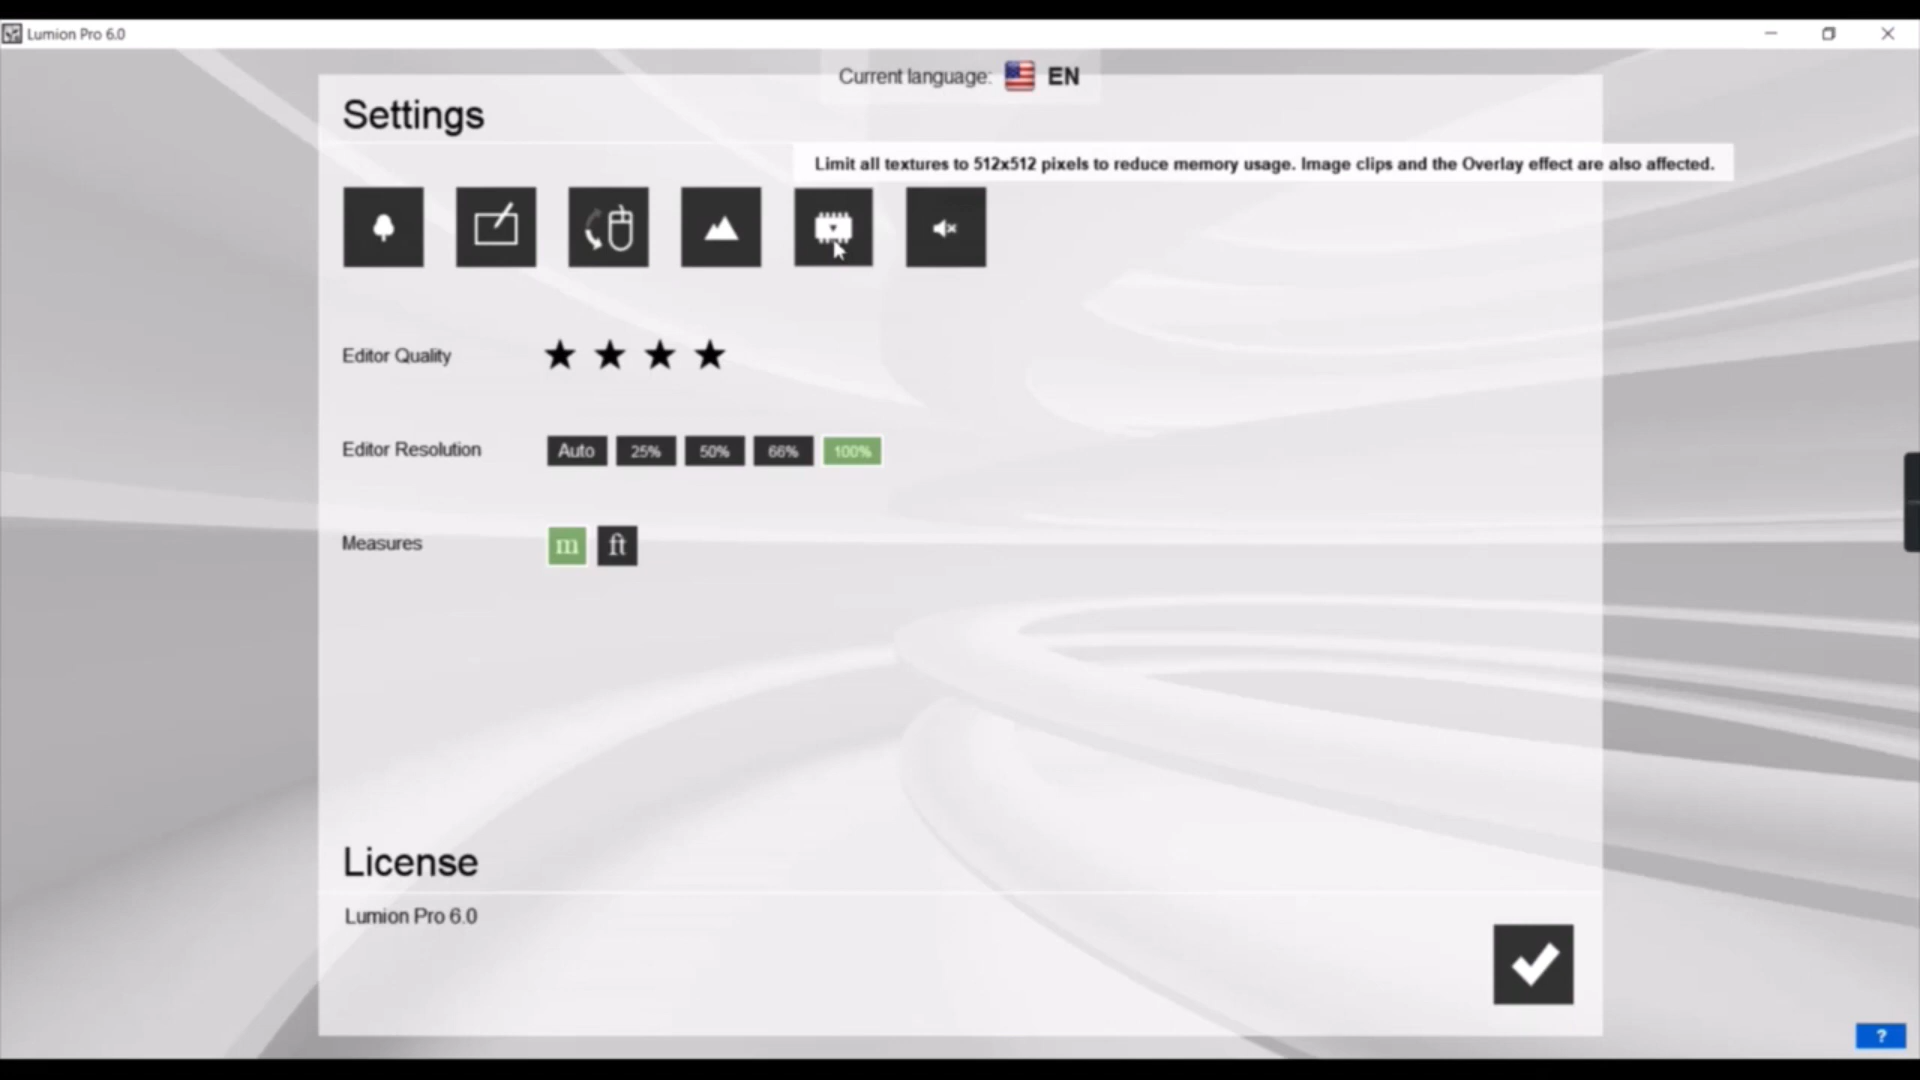 Lumion Pro 6.0
Current language: EN
Settings
Limit all textures to 512x512 pixels to reduce memory usage. Image clips and the Overlay effect are also affected.
Editor Quality
Editor Resolution Auto 25% 50% 66% 100%
Measures m ft
License
Lumion Pro 6.0
?